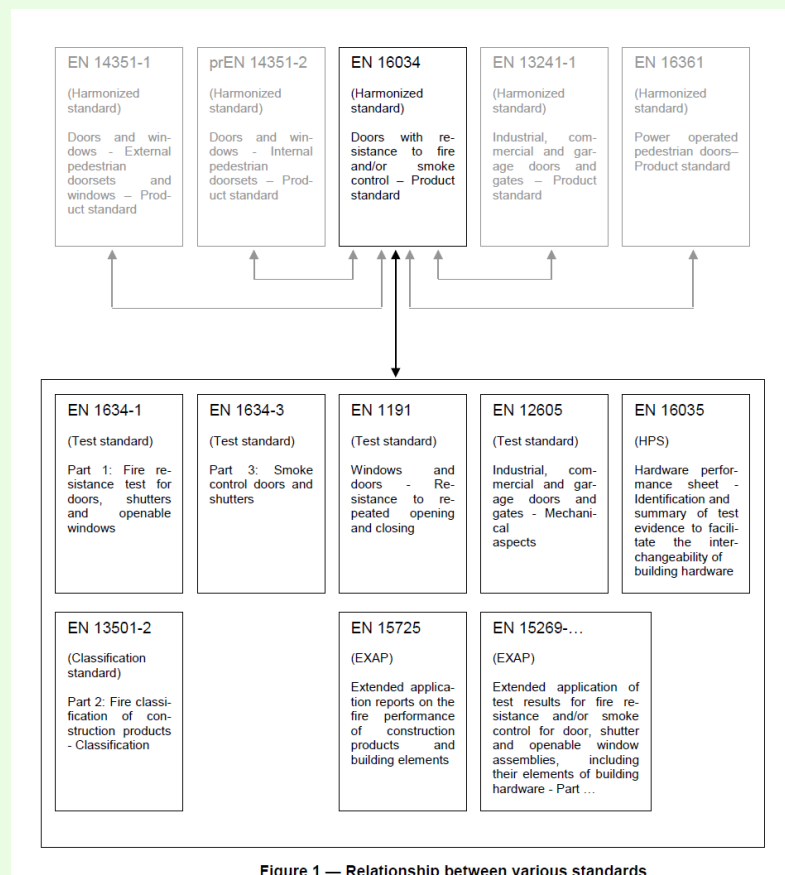 EN 14351-1
(Harmonized
standard)
Doors and win-
dows - External
pedestrian
doorsets and
windows – Prod-
uct standard
prEN 14351-2
(Harmonized
standard)
Doors and win-
dows - Internal
pedestrian
doorsets – Prod-
uct standard
EN 16034
(Harmonized
standard)
Doors with re-
sistance to fire
and/or smoke
control – Product
standard
EN 13241-1
(Harmonized
standard)
Industrial, com-
mercial and gar-
age doors and
gates – Product
standard
EN 16361
(Harmonized
standard)
Power operated
pedestrian doors–
Product standard
EN 1634-1
(Test standard)
Part 1: Fire re-
sistance test for
doors, shutters
and openable
windows
EN 1634-3
(Test standard)
Part 3: Smoke
control doors and
shutters
EN 1191
(Test standard)
Windows and
doors - Re-
sistance to re-
peated opening
and closing
EN 12605
(Test standard)
Industrial, com-
mercial and gar-
age doors and
gates - Mechani-
cal
aspects
EN 16035
(HPS)
Hardware perfor-
mance sheet -
Identification and
summary of test
evidence to facili-
tate the inter-
changeability of
building hardware
EN 13501-2
(Classification
standard)
Part 2: Fire classi-
fication of con-
struction products
- Classification
EN 15725
(EXAP)
Extended applica-
tion reports on the
fire performance
of construction
products and
building elements
EN 15269-...
(EXAP)
Extended application of
test results for fire re-
sistance and/or smoke
control for door, shutter
and openable window
assemblies, including
their elements of building
hardware - Part ...
Figure 1 — Relationship between various standards